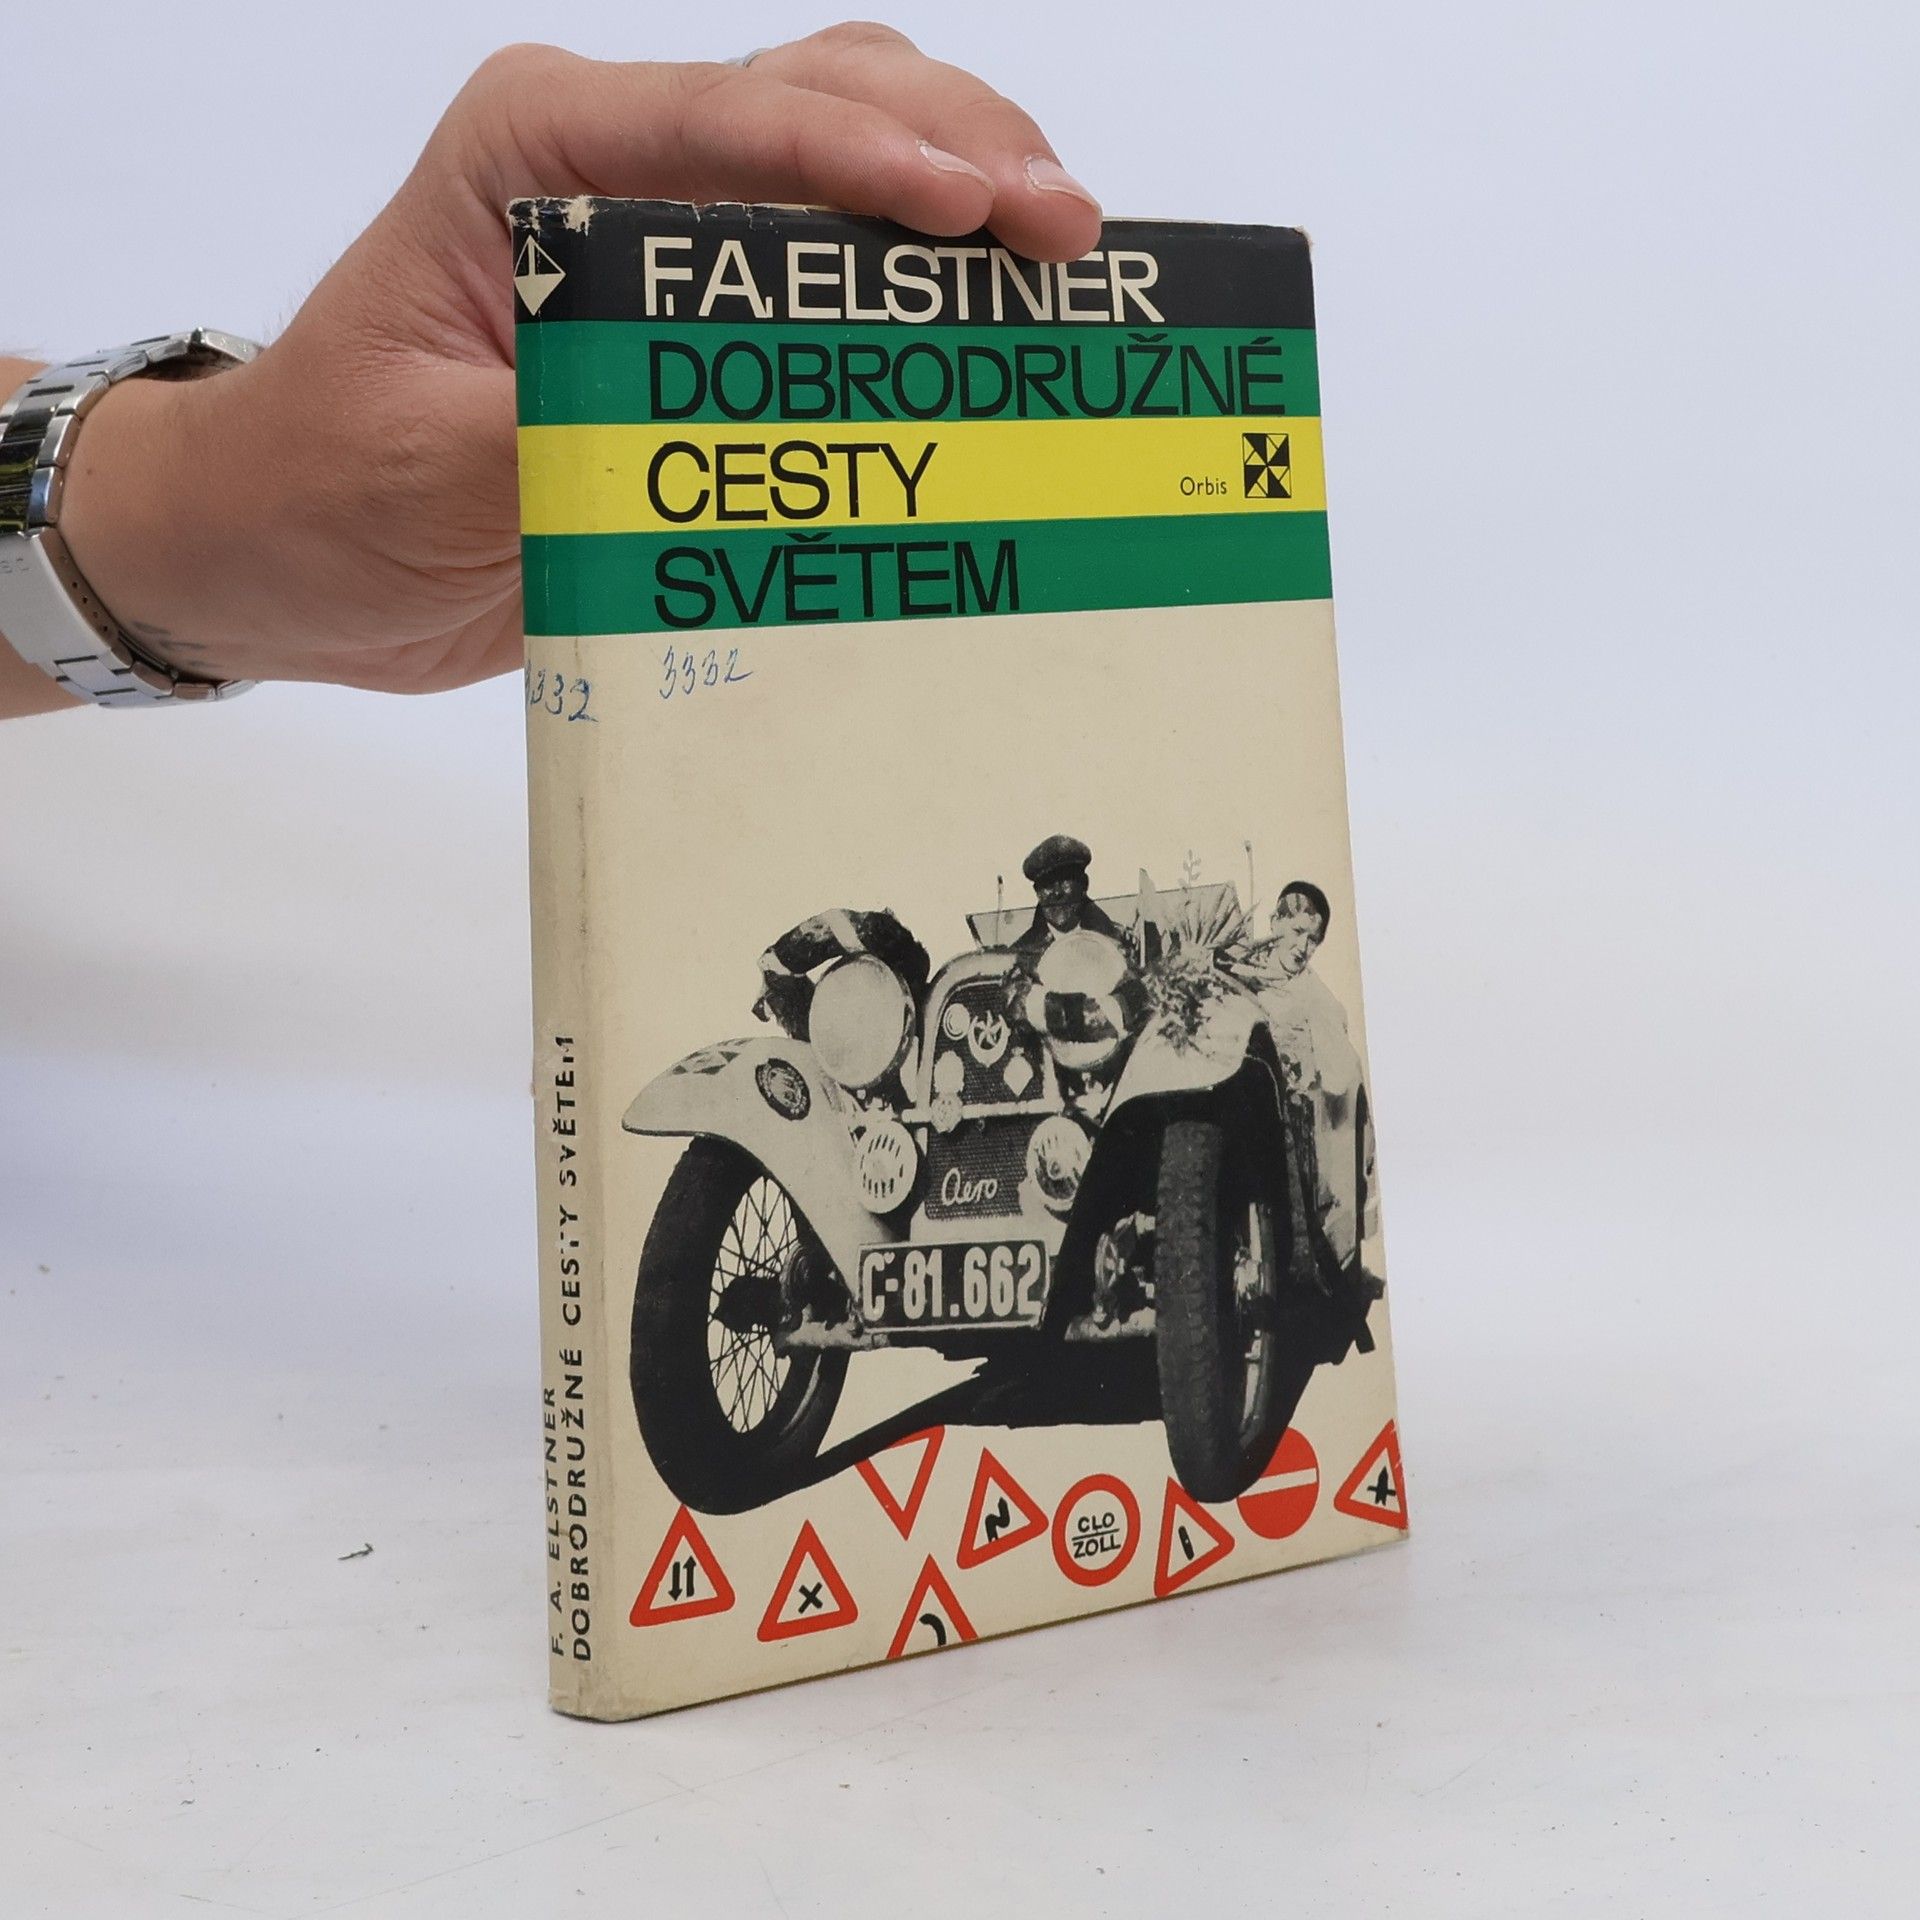 F. A. ELSTNER
DOBRODRUŽNÉ
CESTY
Orbis
SVĚTEM
3332
3332
Aero
Č-81.662
CLO
ZOLL
F. A. ELSTNER
DOBRODRUŽNÉ CESTY SVĚTEM